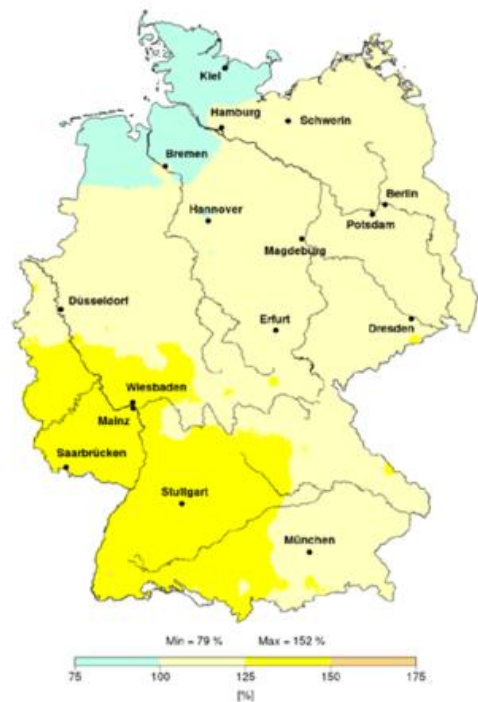 Kiel
Hamburg
Schwerin
Bremen
Berlin
Hannover
Potsdam
Magdeburg
Düsseldorf
Erfurt
Dresden
Wiesbaden
Mainz
Saarbrücken
Stuttgart
München
Min = 79 % Max = 152 %
75 100 125 150 175
[%]